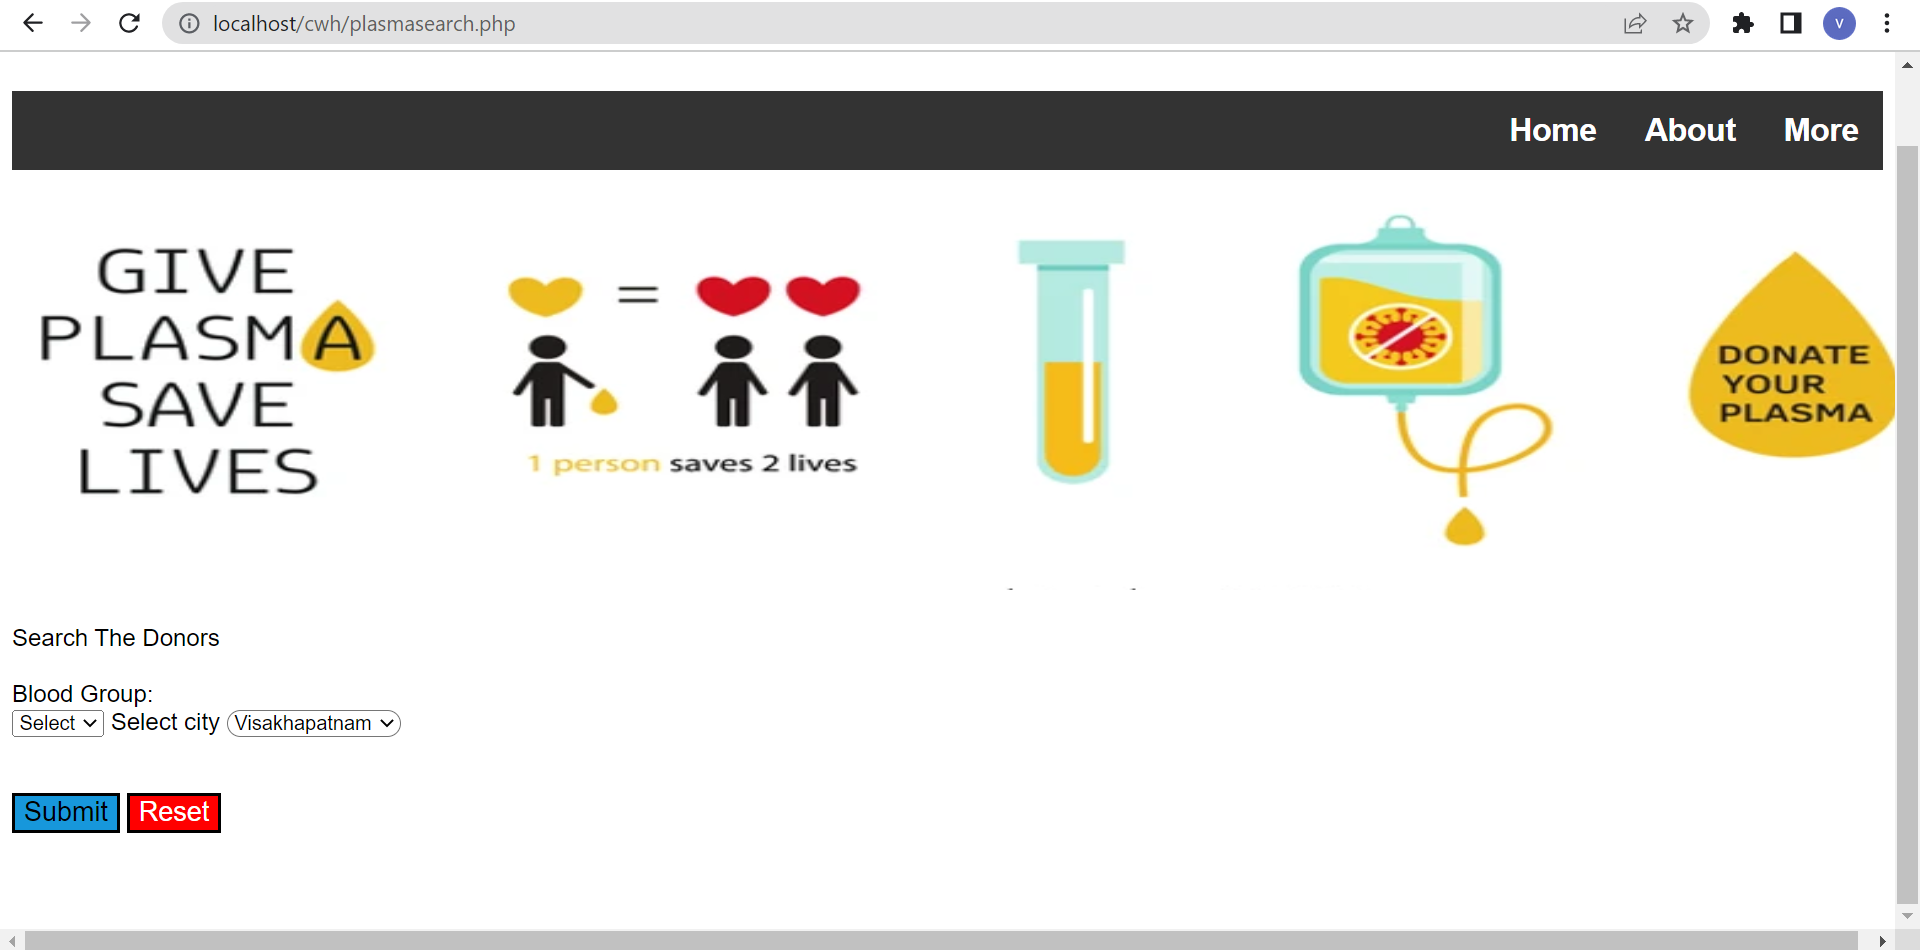 localhost/cwh/plasmasearch.php
V
Home About More
GIVE
PLASMA
SAVE
LIVES
=
1 person saves 2 lives
DONATE
YOUR
PLASMA
Search The Donors
Blood Group:
Select Select city Visakhapatnam
Submit Reset